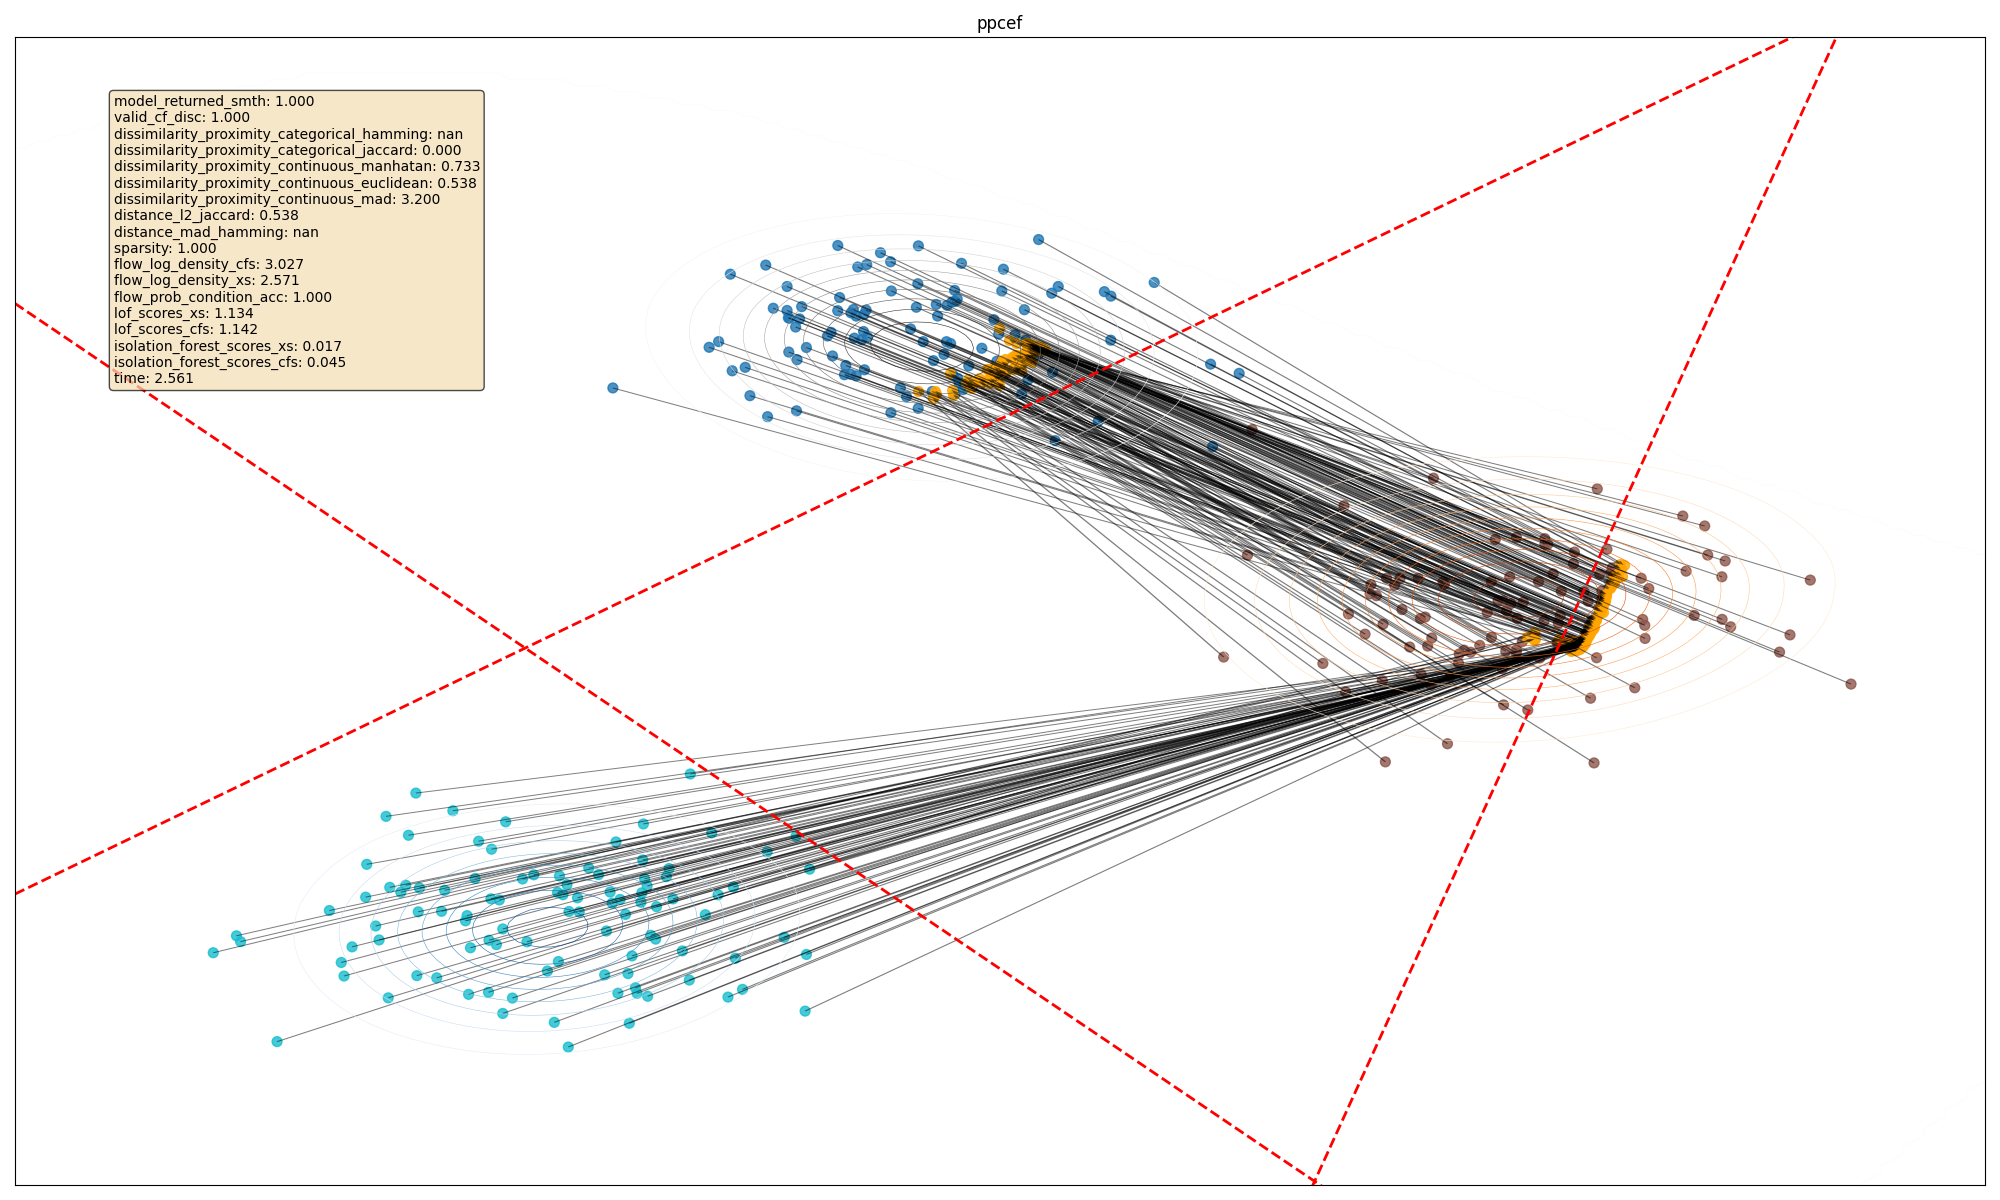 ppcef
model_returned_smth: 1.000
valid_cf_disc: 1.000
dissimilarity_proximity_categorical_hamming: nan
dissimilarity_proximity_categorical_jaccard: 0.000
dissimilarity_proximity_continuous_manhatan: 0.733
dissimilarity_proximity_continuous_euclidean: 0.538
dissimilarity_proximity_continuous_mad: 3.200
distance_l2_jaccard: 0.538
distance_mad_hamming: nan
sparsity: 1.000
flow_log_density_cfs: 3.027
flow_log_density_xs: 2.571
flow_prob_condition_acc: 1.000
lof_scores_xs: 1.134
lof_scores_cfs: 1.142
isolation_forest_scores_xs: 0.017
isolation_forest_scores_cfs: 0.045
time: 2.561